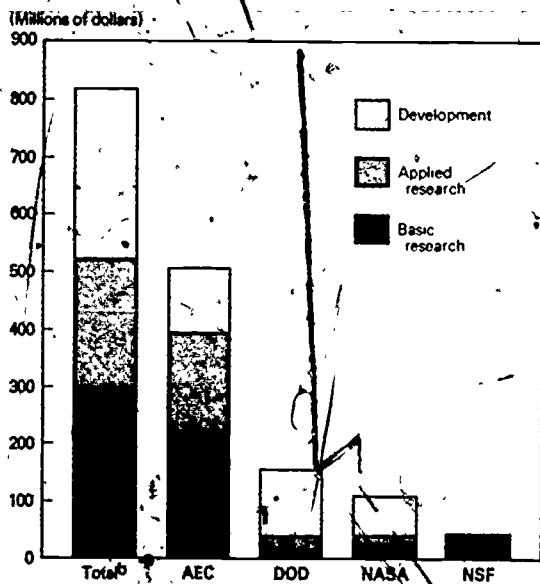 (Millions of dollars)
900
800
700
600
500
400
300
200
100
0
Development
Applied
research
Basic
research
Totalb
AEC
DOD
NASA
NSF